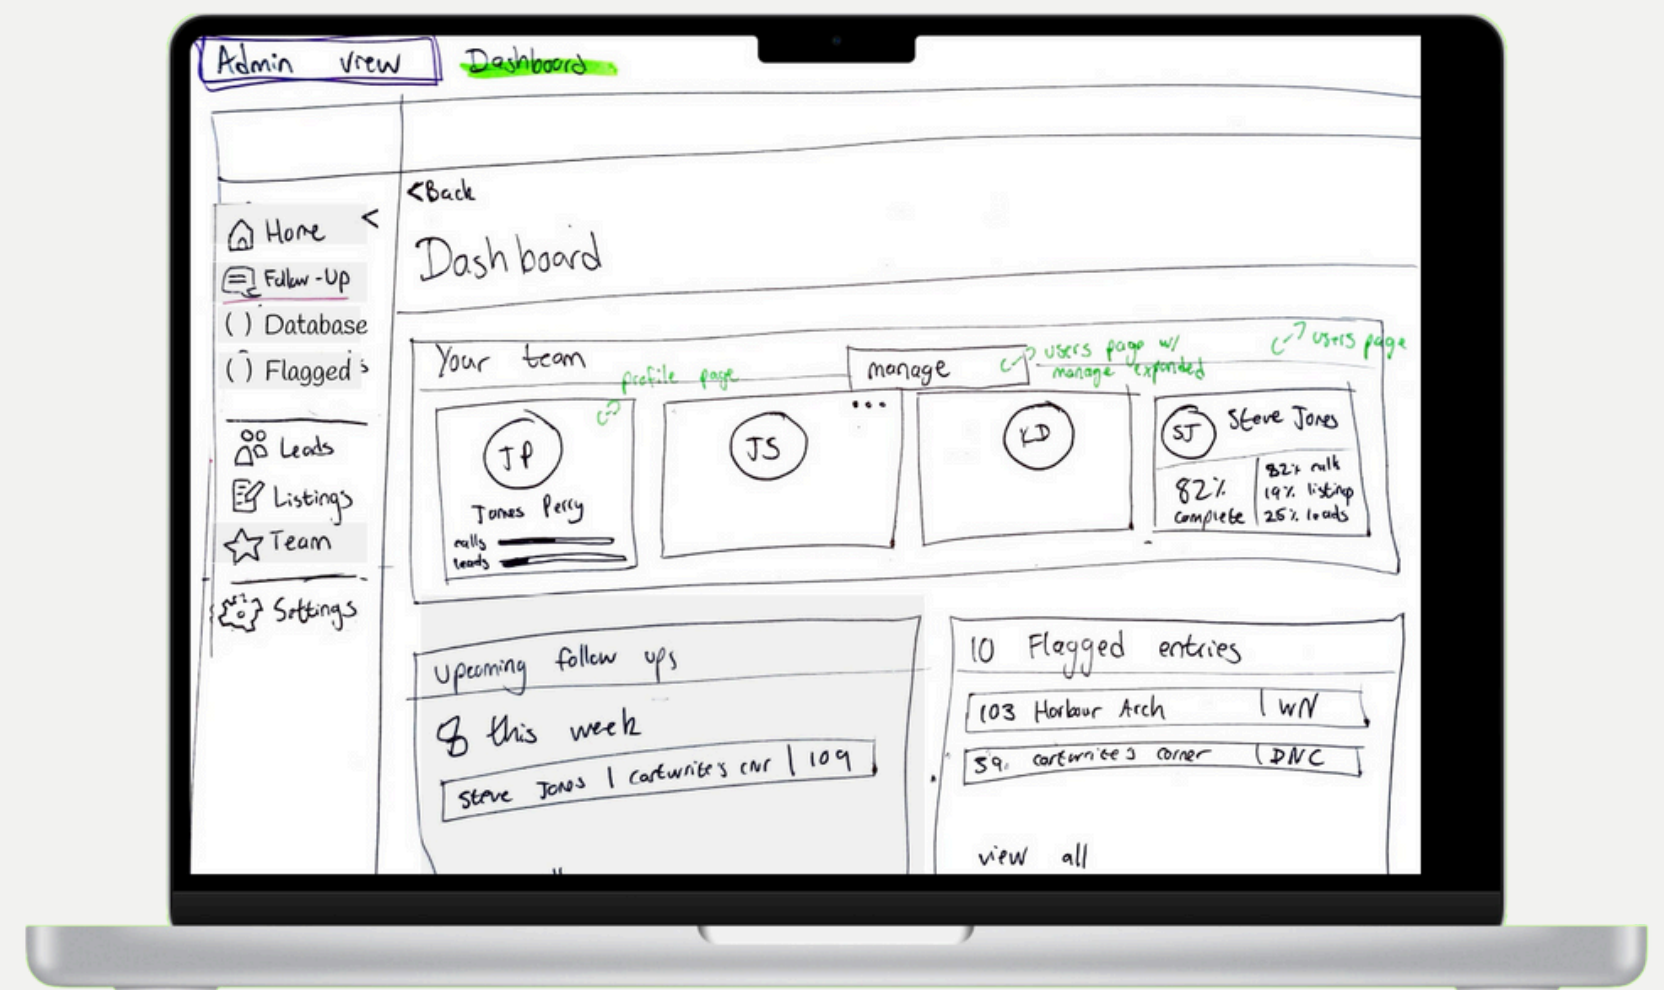 Admin view
Dashboard
<Back
Dashboard
<
Home
Follow-Up
( ) Database
( ) Flagged s
Leads
Listings
Team
Settings
Your team
manage
users page w/
manage expanded
users page
profile page
...
JP
James Perry
calls
leads
JS
KD
SJ
Steve Jones
82%
complete
82% calls
19% listings
25% leads
Upcoming follow ups
8 this week
Steve Jones | cartwrite's cnr | 109
10 Flagged entries
103 Harbour Arch | WN
59. cartwrite's corner | DNC
view all